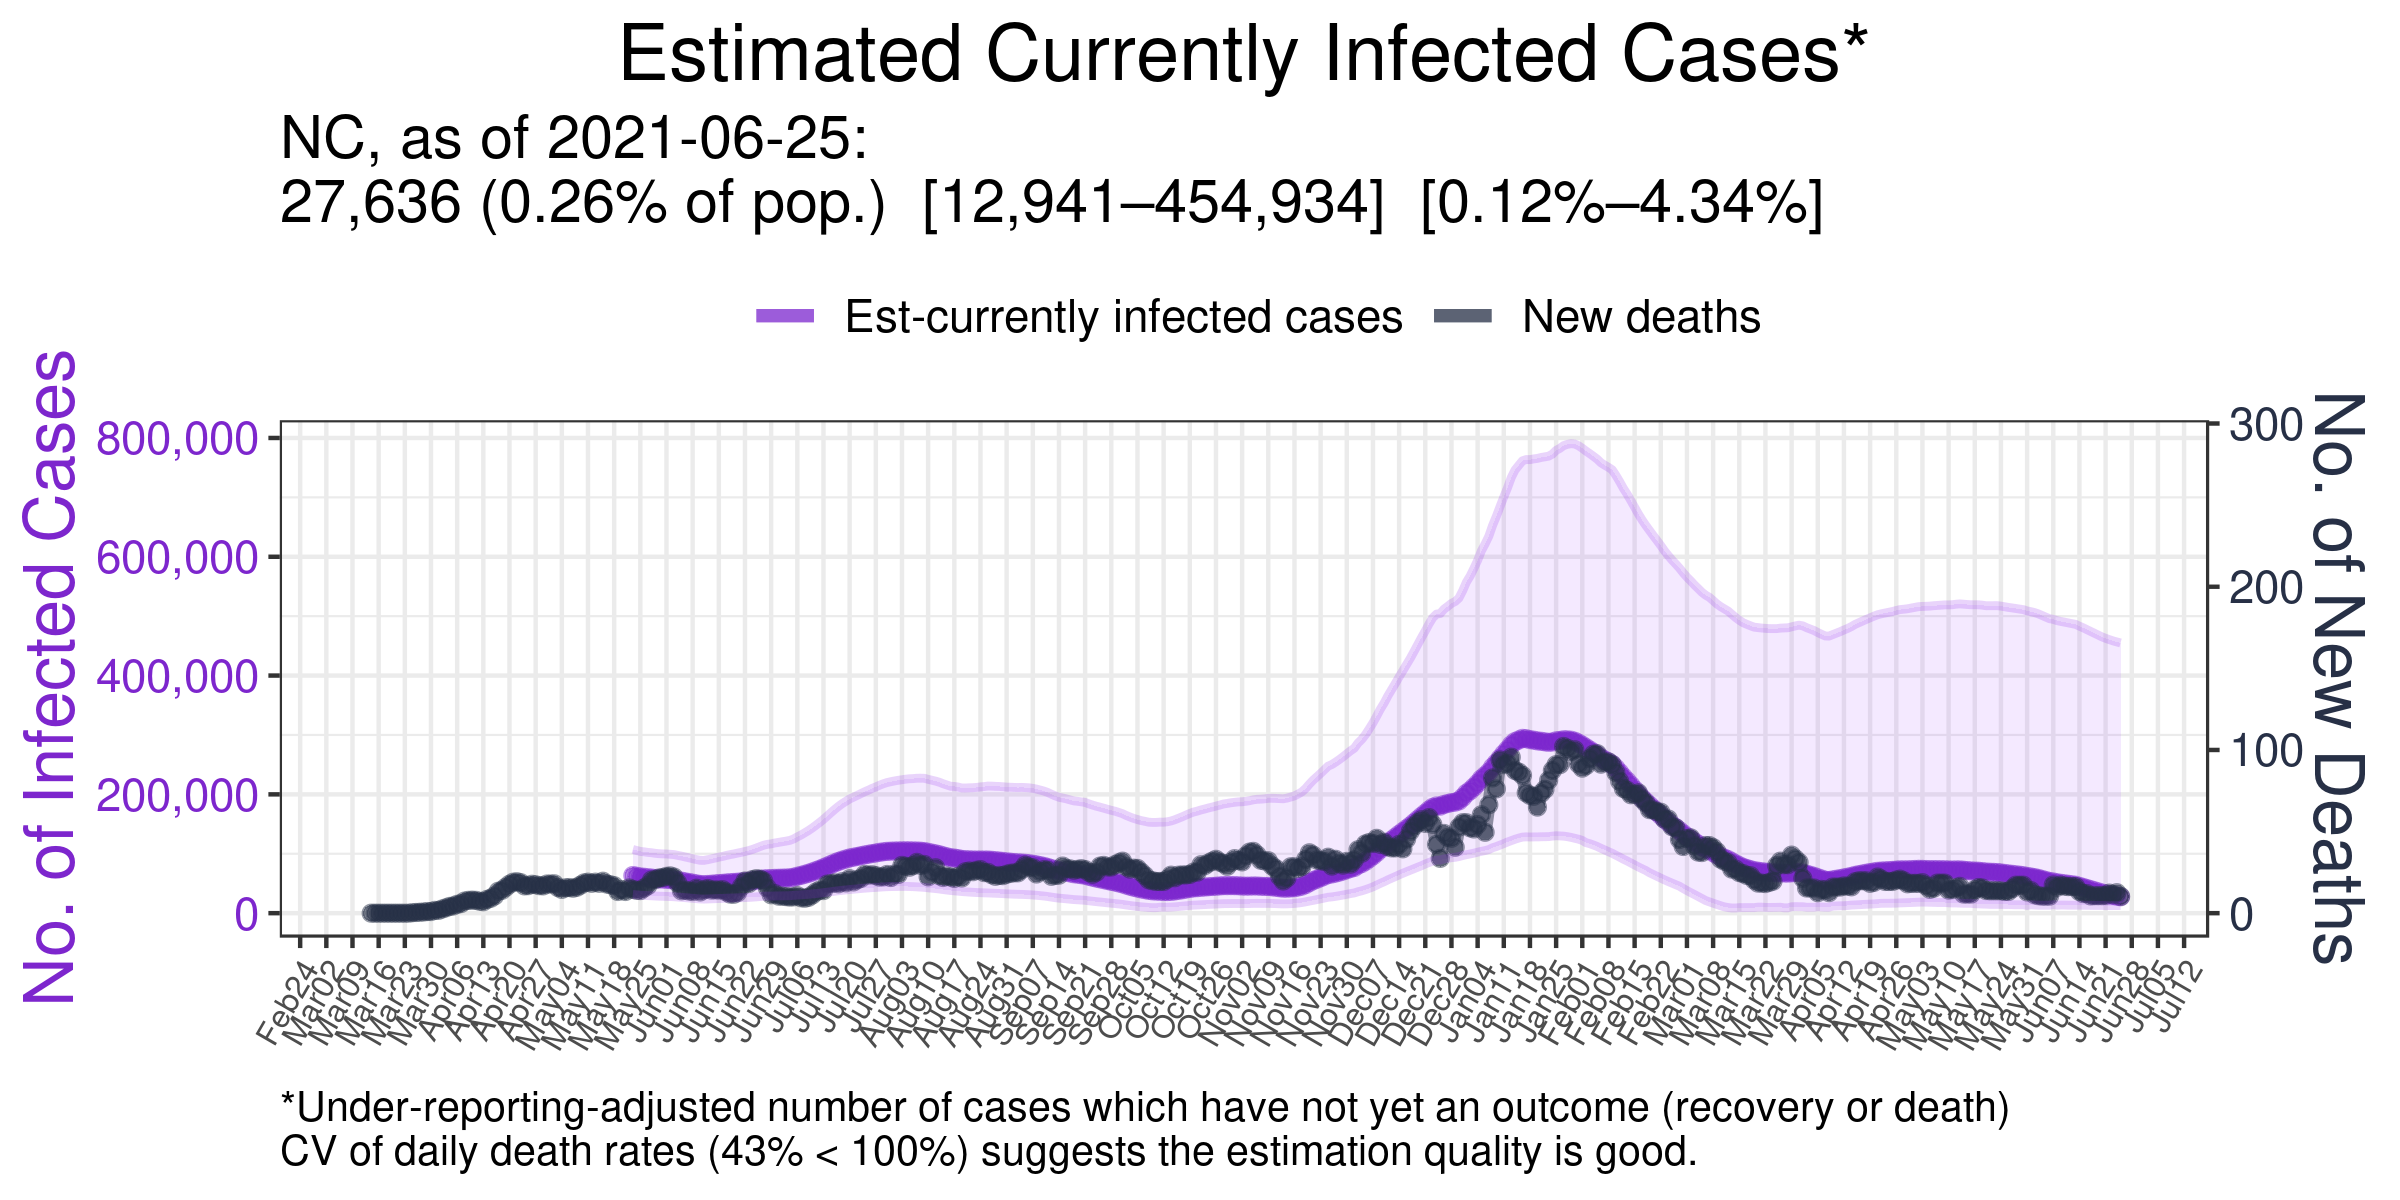 Estimated Currently Infected Cases*
NC, as of 2021-06-25:
27,636 (0.26% of pop.) [12,941–454,934] [0.12%–4.34%]
Est-currently infected cases
New deaths
No. of Infected Cases
800,000
600,000
400,000
200,000
0
300
200
100
0
No. of New Deaths
Feb24
Mar02
Mar09
Mar16
Mar23
Mar30
Apr06
Apr13
Apr20
Apr27
May04
May11
May18
May25
Jun01
Jun08
Jun15
Jun22
Jun29
Jul06
Jul13
Jul20
Jul27
Aug03
Aug10
Aug17
Aug24
Aug31
Sep07
Sep14
Sep21
Sep28
Oct05
Oct12
Oct19
Oct26
Nov02
Nov09
Nov16
Nov23
Nov30
Dec07
Dec14
Dec21
Dec28
Jan04
Jan11
Jan18
Jan25
Feb01
Feb08
Feb15
Feb22
Mar01
Mar08
Mar15
Mar22
Mar29
Apr05
Apr12
Apr19
Apr26
May03
May10
May17
May24
May31
Jun07
Jun14
Jun21
Jun28
Jul05
Jul12
*Under-reporting-adjusted number of cases which have not yet an outcome (recovery or death)
CV of daily death rates (43% < 100%) suggests the estimation quality is good.